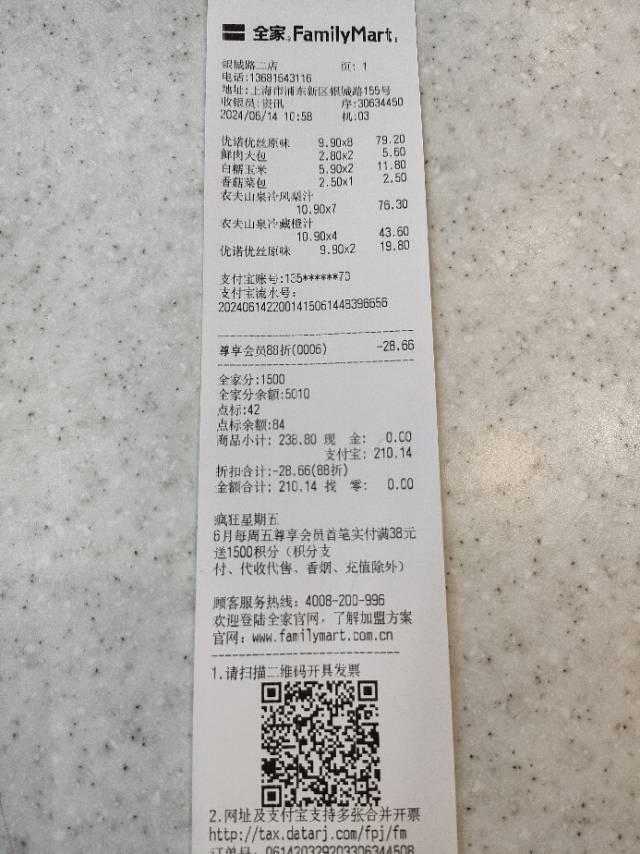 全家 FamilyMart
银城路二店 页: 1
电话:13681643116
地址:上海市浦东新区银城路155号
收银员:资讯 序:30634450
2024/06/14 10:58 机:03
优诺优丝原味 9.90x8 79.20
鲜肉大包 2.80x2 5.60
白糯玉米 5.90x2 11.80
香菇菜包 2.50x1 2.50
农夫山泉冷凤梨汁
10.90x7 76.30
农夫山泉冷藏橙汁
10.90x4 43.60
优诺优丝原味 9.90x2 19.80
支付宝账号:135******70
支付宝流水号:
2024061422001415061448396656
尊享会员88折(0006) -28.66
全家分:1500
全家分余额:5010
点标:42
点标余额:84
商品小计: 238.80 现 金: 0.00
支付宝: 210.14
折扣合计:-28.66(88折)
金额合计: 210.14 找 零: 0.00
疯狂星期五
6月每周五尊享会员首笔实付满38元
送1500积分（积分支
付、代收代售、香烟、充值除外）
顾客服务热线: 4008-200-996
欢迎登陆全家官网，了解加盟方案
官网: www.familymart.com.cn
1.请扫描二维码开具发票
2.网址及支付宝支持多张合并开票
http://tax.datarj.com/fpj/fm
订单号: 061420329203306344508